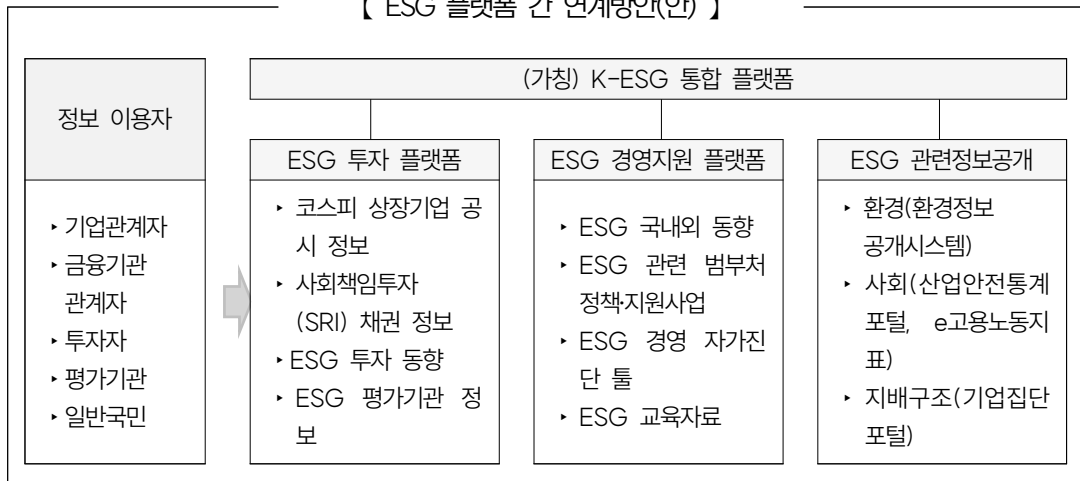 【 ESG 플랫폼 간 연계방안(안) 】
정보 이용자
‣ 기업관계자
‣ 금융기관
관계자
‣ 투자자
‣ 평가기관
‣ 일반국민
(가칭) K-ESG 통합 플랫폼
ESG 투자 플랫폼
‣ 코스피 상장기업 공
시 정보
‣ 사회책임투자
(SRI) 채권 정보
‣ ESG 투자 동향
‣ ESG 평가기관 정
보
ESG 경영지원 플랫폼
‣ ESG 국내외 동향
‣ ESG 관련 범부처
정책·지원사업
‣ ESG 경영 자가진
단 툴
‣ ESG 교육자료
ESG 관련정보공개
‣ 환경(환경정보
공개시스템)
‣ 사회(산업안전통계
포털, e고용노동지
표)
‣ 지배구조(기업집단
포털)